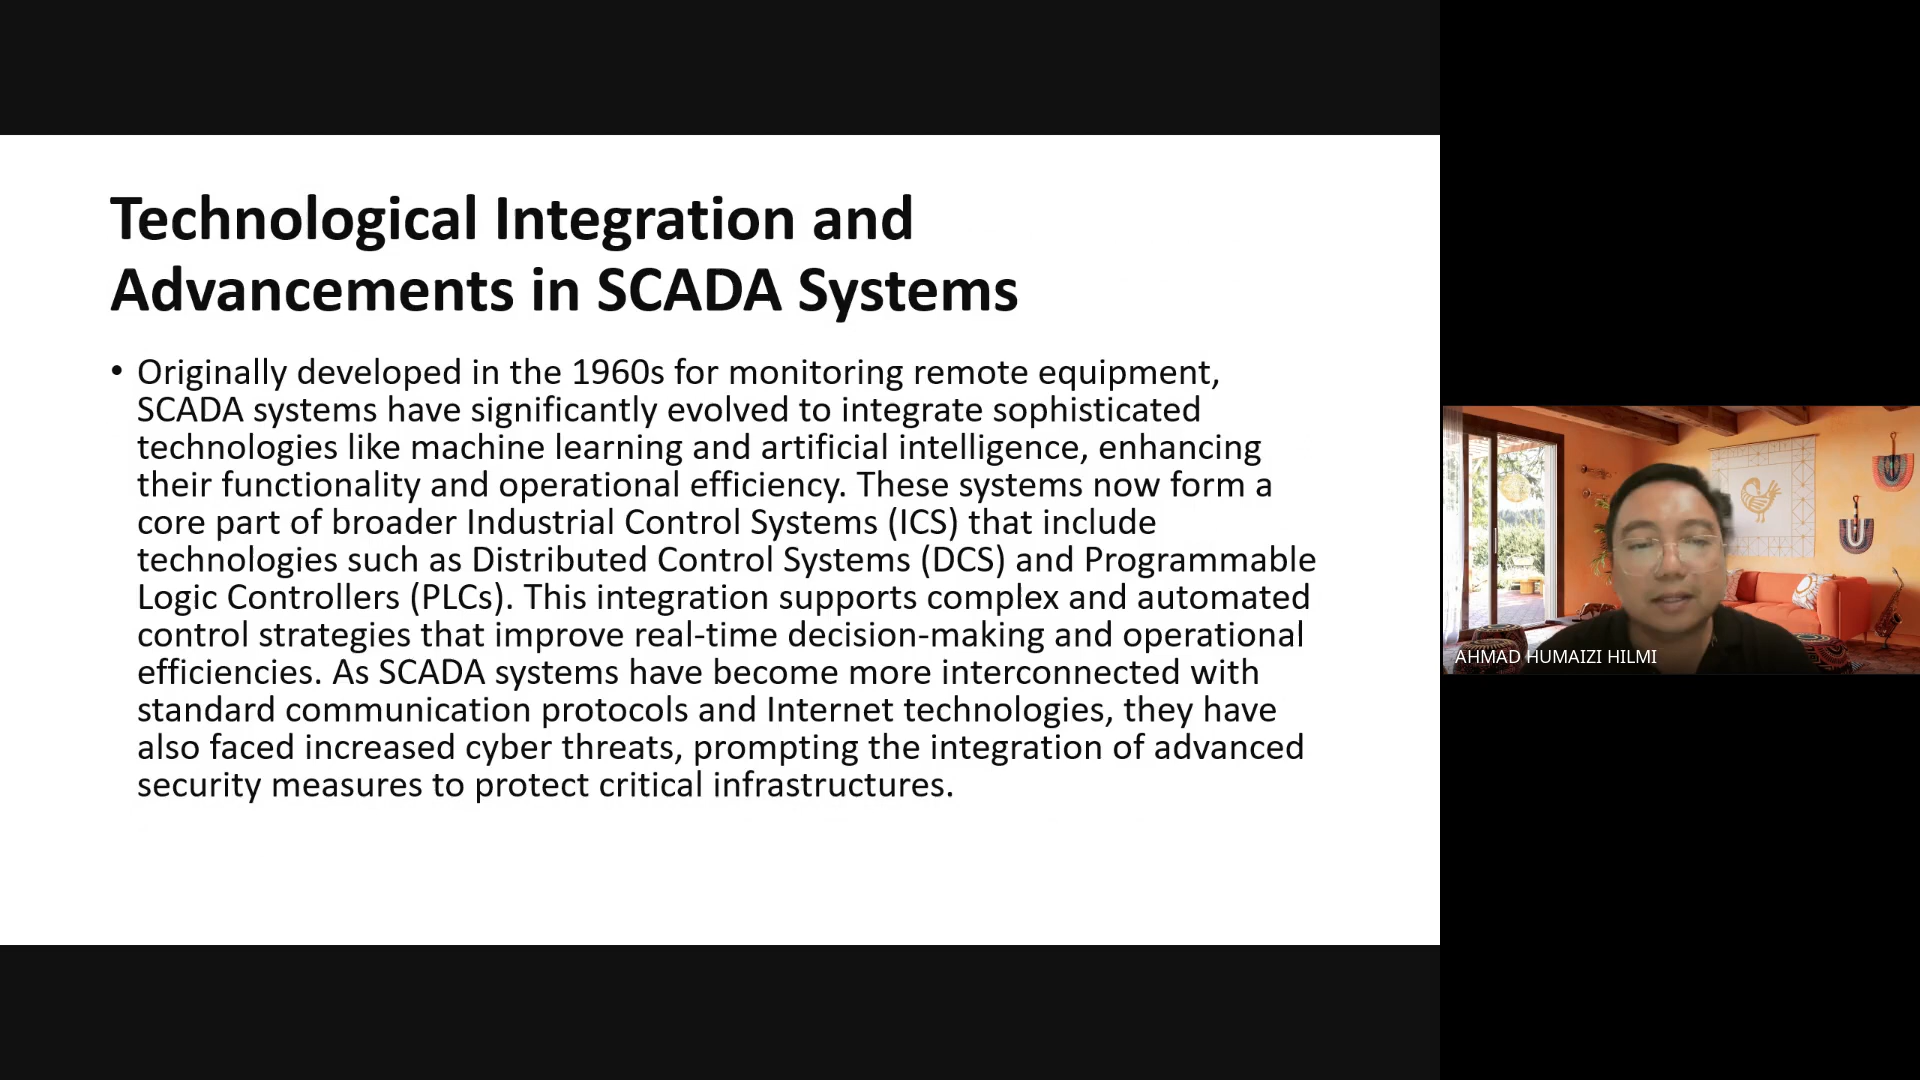 Technological Integration and
Advancements in SCADA Systems
• Originally developed in the 1960s for monitoring remote equipment,
SCADA systems have significantly evolved to integrate sophisticated
technologies like machine learning and artificial intelligence, enhancing
their functionality and operational efficiency. These systems now form a
core part of broader Industrial Control Systems (ICS) that include
technologies such as Distributed Control Systems (DCS) and Programmable
Logic Controllers (PLCs). This integration supports complex and automated
control strategies that improve real-time decision-making and operational
efficiencies. As SCADA systems have become more interconnected with
standard communication protocols and Internet technologies, they have
also faced increased cyber threats, prompting the integration of advanced
security measures to protect critical infrastructures.
AHMAD HUMAIZI HILMI